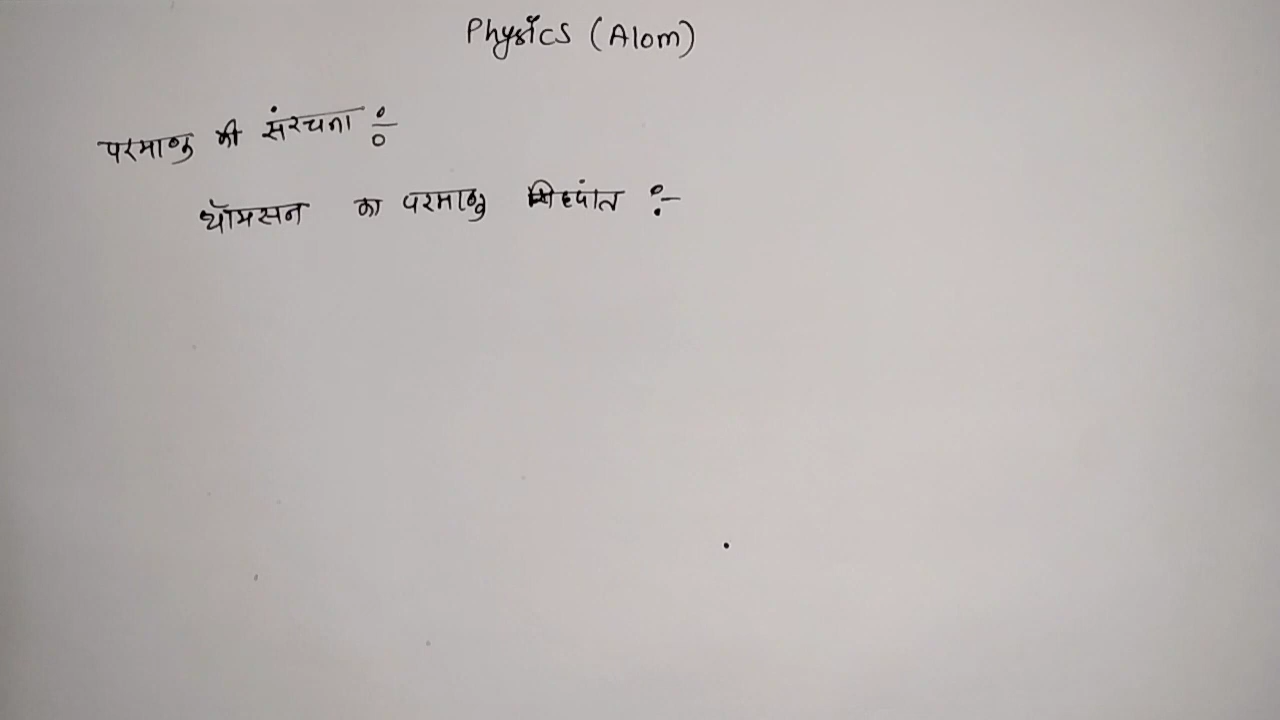 Physics (Atom)
परमाणु की संरचना :-
थॉमसन का परमाणु सिध्दांत :-